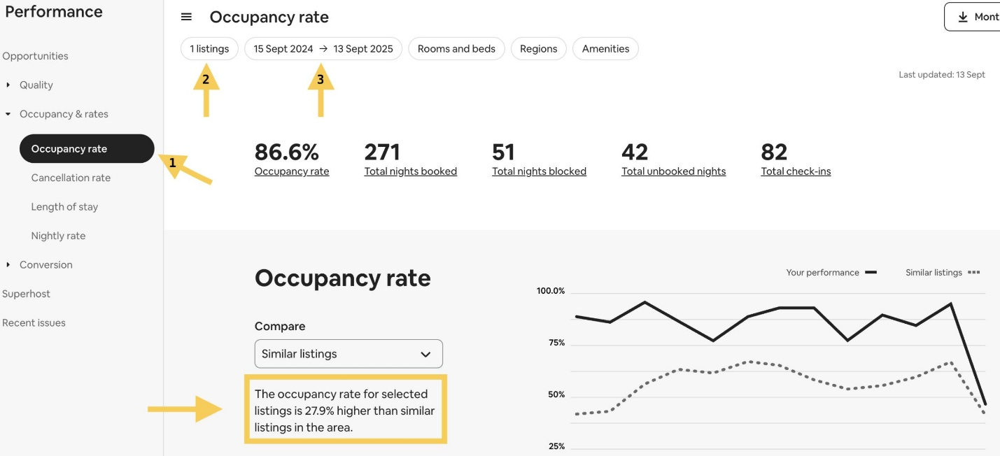 Performance
Opportunities
Quality
Occupancy & rates
Occupancy rate
Cancellation rate
Length of stay
Nightly rate
Conversion
Superhost
Recent issues
1
Occupancy rate
Mont
1 listings
15 Sept 2024 → 13 Sept 2025
Rooms and beds
Regions
Amenities
2
3
Last updated: 13 Sept
86.6%
Occupancy rate
271
Total nights booked
51
Total nights blocked
42
Total unbooked nights
82
Total check-ins
Occupancy rate
Compare
Similar listings
The occupancy rate for selected
listings is 27.9% higher than similar
listings in the area.
Your performance
Similar listings
100.0%
75%
50%
25%